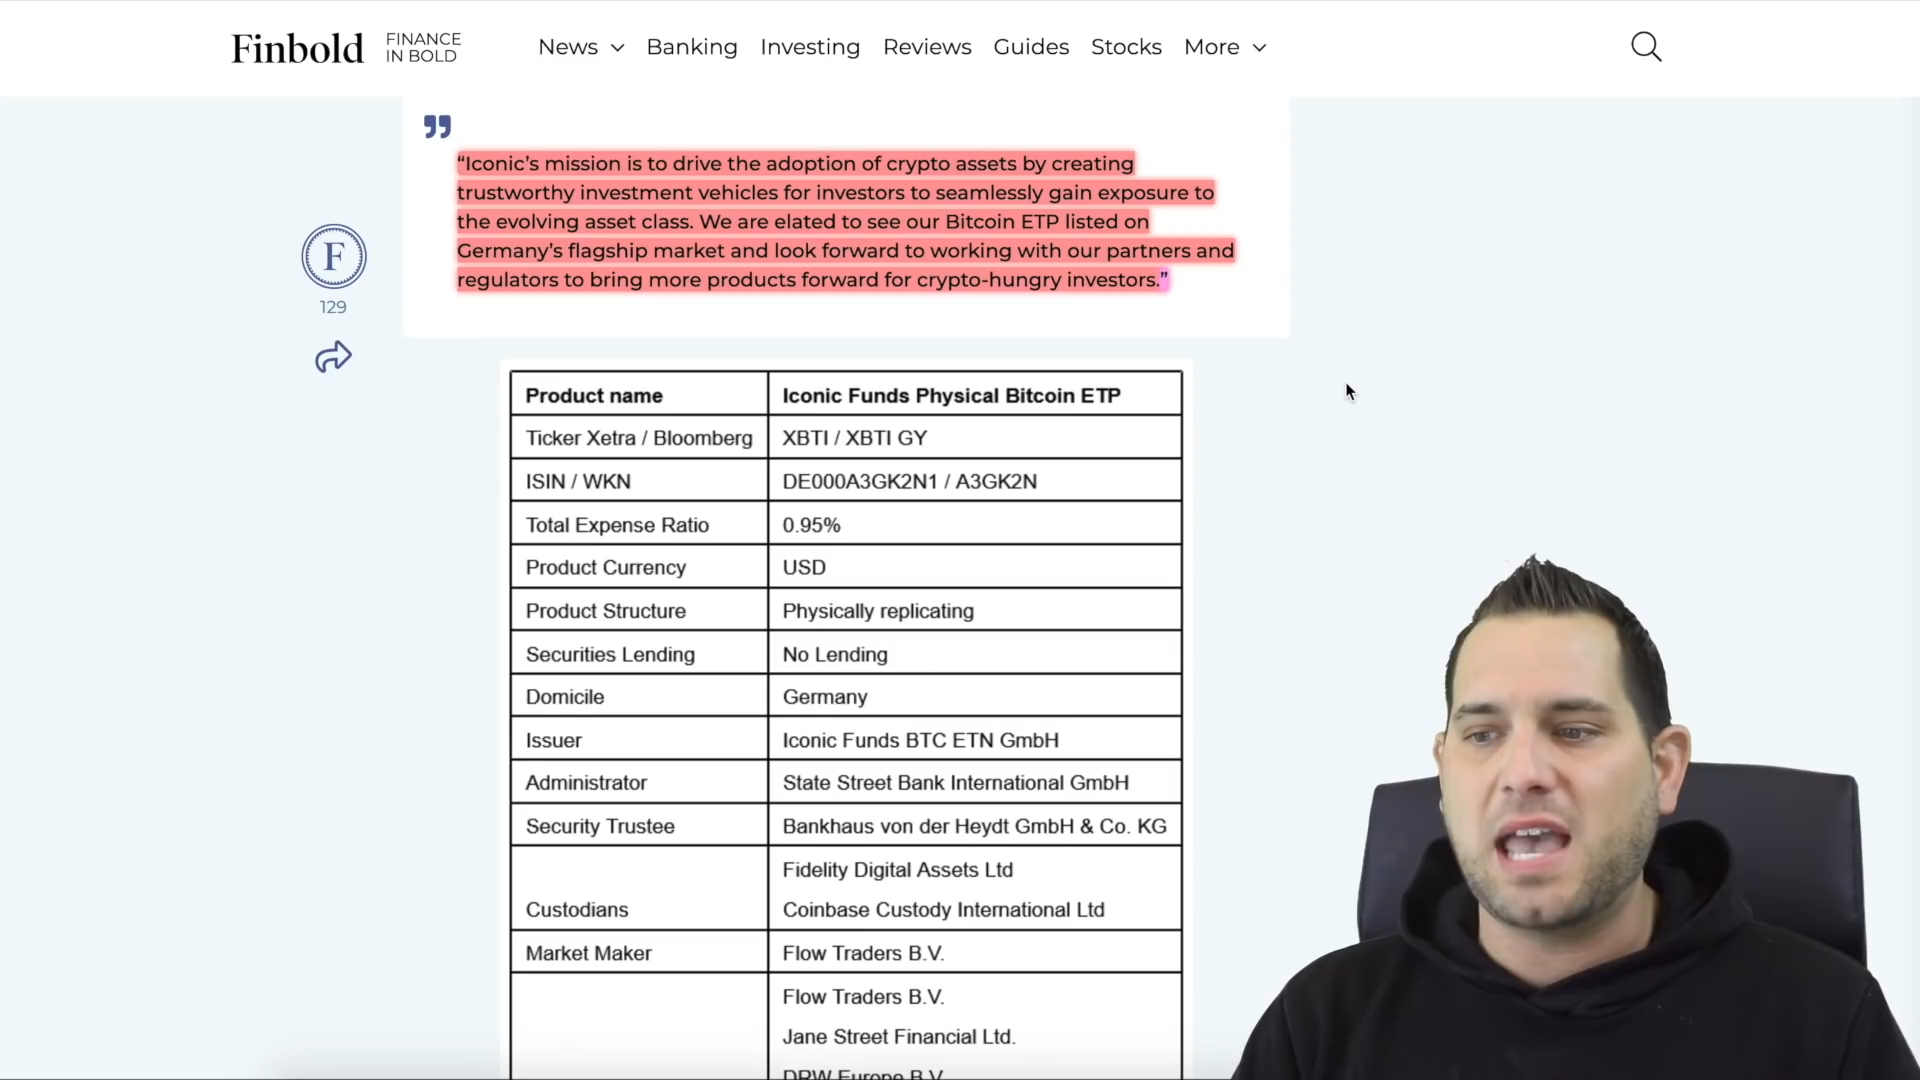 Finbold
FINANCE
IN BOLD
News
Banking
Investing
Reviews
Guides
Stocks
More
“Iconic’s mission is to drive the adoption of crypto assets by creating
trustworthy investment vehicles for investors to seamlessly gain exposure to
the evolving asset class. We are elated to see our Bitcoin ETP listed on
Germany’s flagship market and look forward to working with our partners and
regulators to bring more products forward for crypto-hungry investors.”
F
129
Product name Iconic Funds Physical Bitcoin ETP
Ticker Xetra / Bloomberg XBTI / XBTI GY
ISIN / WKN DE000A3GK2N1 / A3GK2N
Total Expense Ratio 0.95%
Product Currency USD
Product Structure Physically replicating
Securities Lending No Lending
Domicile Germany
Issuer Iconic Funds BTC ETN GmbH
Administrator State Street Bank International GmbH
Security Trustee Bankhaus von der Heydt GmbH & Co. KG
Fidelity Digital Assets Ltd
Custodians Coinbase Custody International Ltd
Market Maker Flow Traders B.V.
Flow Traders B.V.
Jane Street Financial Ltd.
DRW Europe B.V.